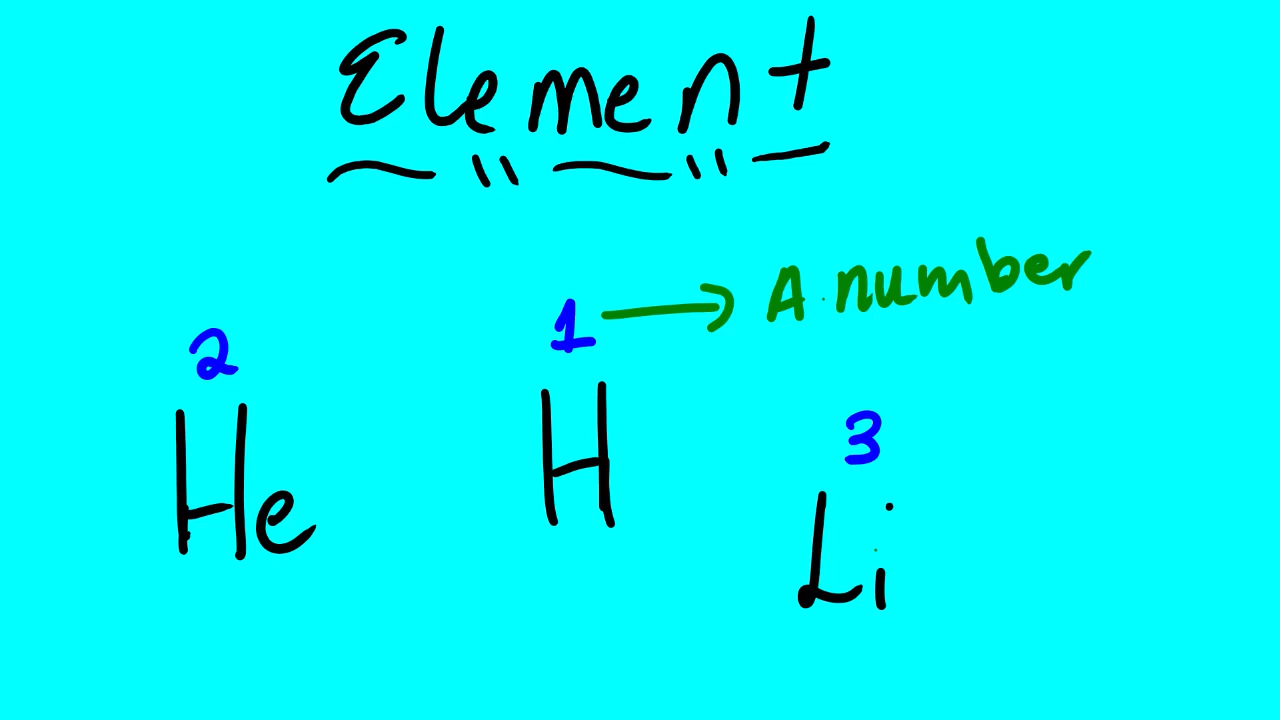 Element
1 → A number
2
H
He
3
Li